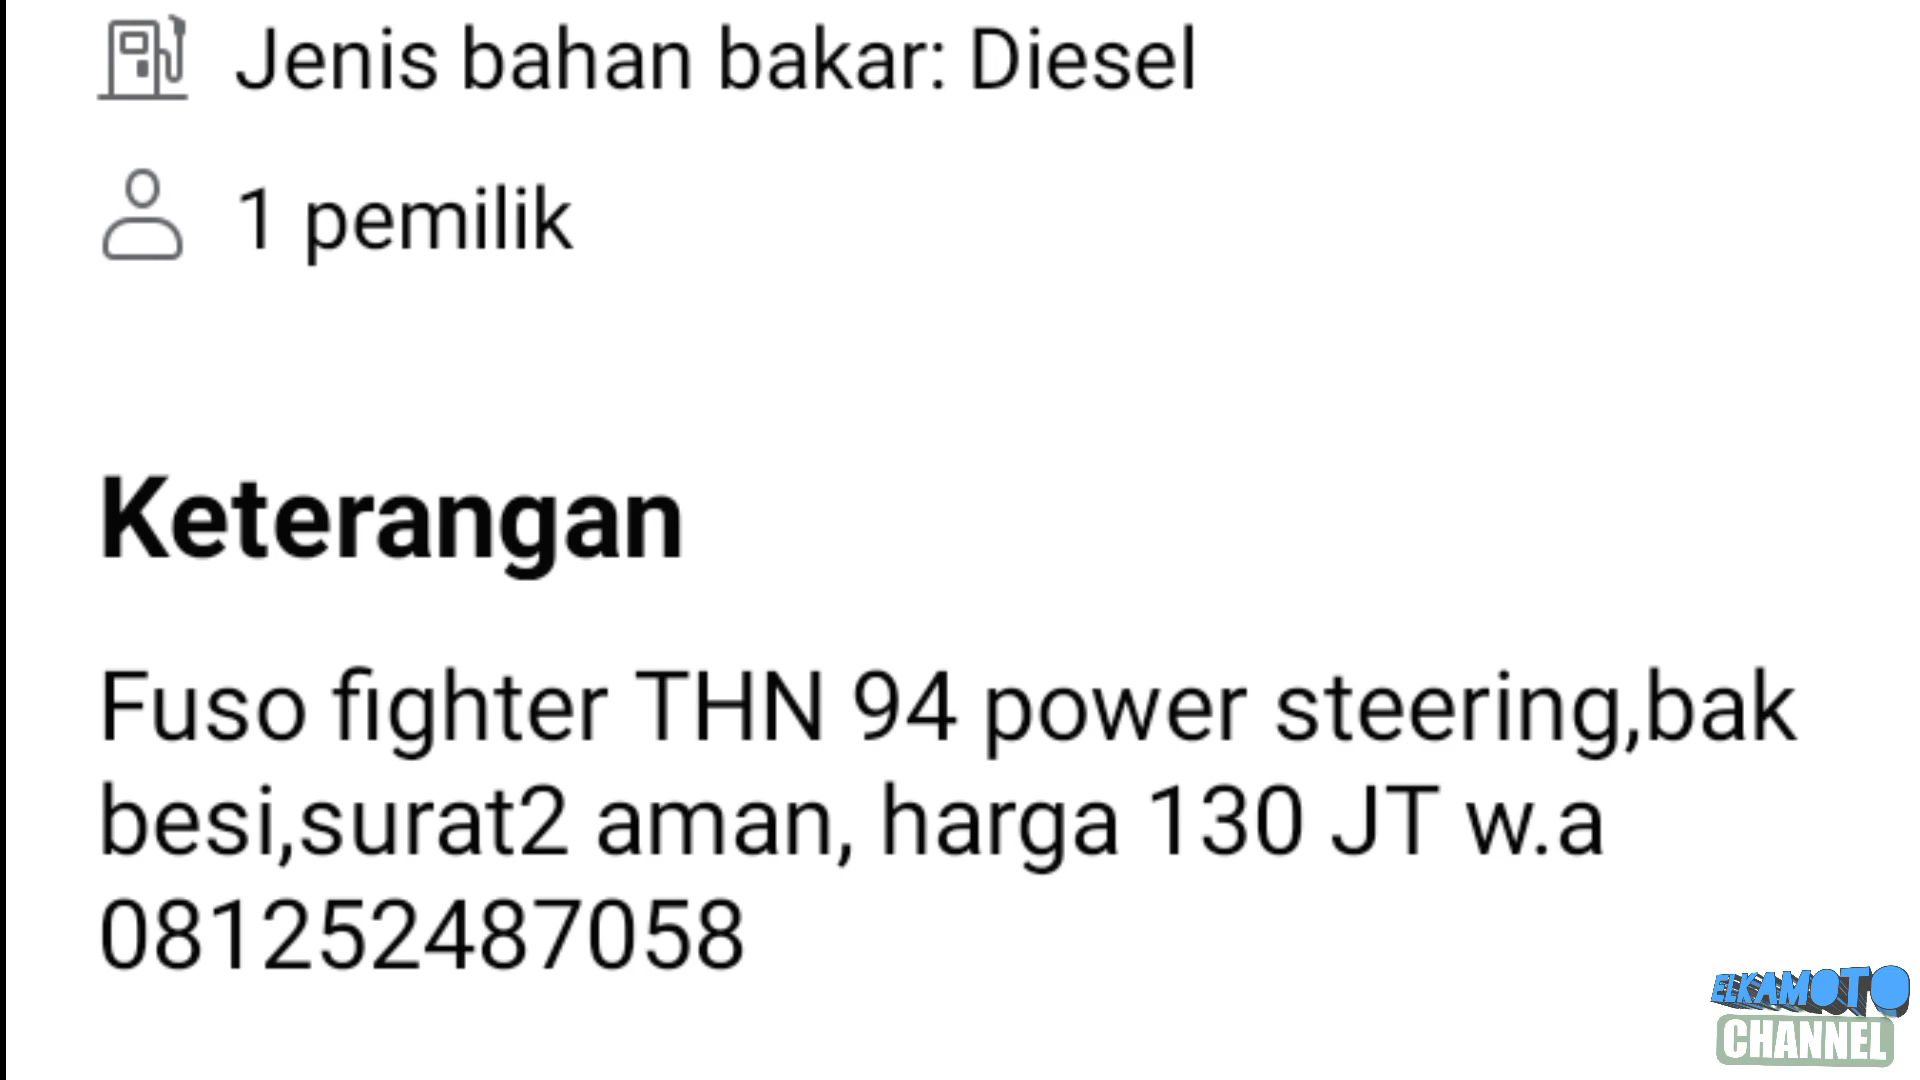 Jenis bahan bakar: Diesel
1 pemilik
Keterangan
Fuso fighter THN 94 power steering,bak
besi,surat2 aman, harga 130 JT w.a
081252487058
ELKAMOTO
CHANNEL